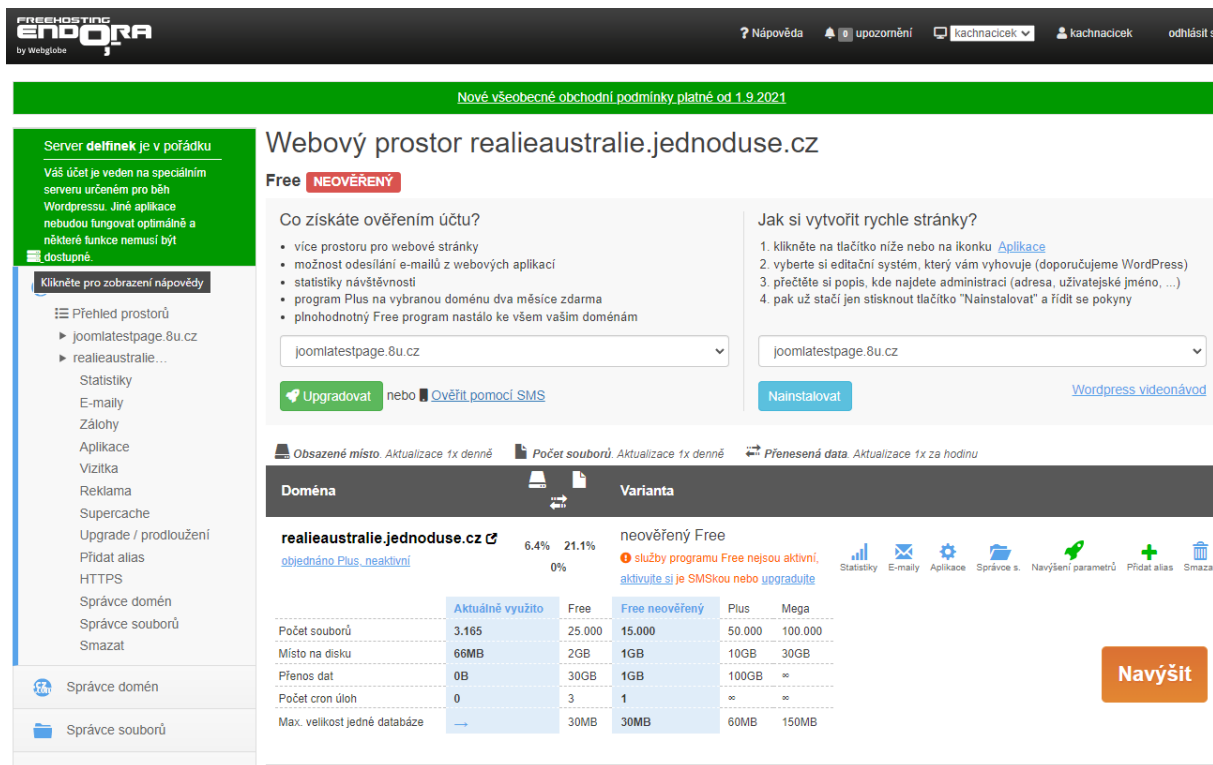 FREEHOSTING
ENDORA
by Webglobe
? Nápověda
0 upozornění
kachnacicek
kachnacicek
odhlásit s
Nové všeobecné obchodní podmínky platné od 1.9.2021
Server delfinek je v pořádku
Váš účet je veden na speciálním
serveru určeném pro běh
Wordpressu. Jiné aplikace
nebudou fungovat optimálně a
některé funkce nemusí být
dostupné.
Klikněte pro zobrazení nápovědy
Přehled prostorů
joomlatestpage.8u.cz
realieaustralie...
Statistiky
E-maily
Zálohy
Aplikace
Vizitka
Reklama
Supercache
Upgrade / prodloužení
Přidat alias
HTTPS
Správce domén
Správce souborů
Smazat
Správce domén
Správce souborů
Webový prostor realieaustralie.jednoduse.cz
Free NEOVĚŘENÝ
Co získáte ověřením účtu?
• více prostoru pro webové stránky
• možnost odesílání e-mailů z webových aplikací
• statistiky návštěvnosti
• program Plus na vybranou doménu dva měsíce zdarma
• plnohodnotný Free program nastálo ke všem vašim doménám
joomlatestpage.8u.cz
Upgradovat nebo Ověřit pomocí SMS
Jak si vytvořit rychle stránky?
1. klikněte na tlačítko níže nebo na ikonku Aplikace
2. vyberte si editační systém, který vám vyhovuje (doporučujeme WordPress)
3. přečtěte si popis, kde najdete administraci (adresa, uživatejské jméno, ...)
4. pak už stačí jen stisknout tlačítko "Nainstalovat" a řídit se pokyny
joomlatestpage.8u.cz
Nainstalovat
Wordpress videonávod
Obsazené místo. Aktualizace 1x denně
Počet souborů. Aktualizace 1x denně
Přenesená data. Aktualizace 1x za hodinu
Doména Varianta
realieaustralie.jednoduse.cz
objednáno Plus, neaktivní
6.4% 21.1%
0%
neověřený Free
služby programu Free nejsou aktivní,
aktivujte si je SMSkou nebo upgradujte
Statistiky E-maily Aplikace Správce s. Navýšení parametrů Přidat alias Smaza
Aktuálně využito Free Free neověřený Plus Mega
Počet souborů 3.165 25.000 15.000 50.000 100.000
Místo na disku 66MB 2GB 1GB 10GB 30GB
Přenos dat 0B 30GB 1GB 100GB ∞
Počet cron úloh 0 3 1 ∞ ∞
Max. velikost jedné databáze → 30MB 30MB 60MB 150MB
Navýšit